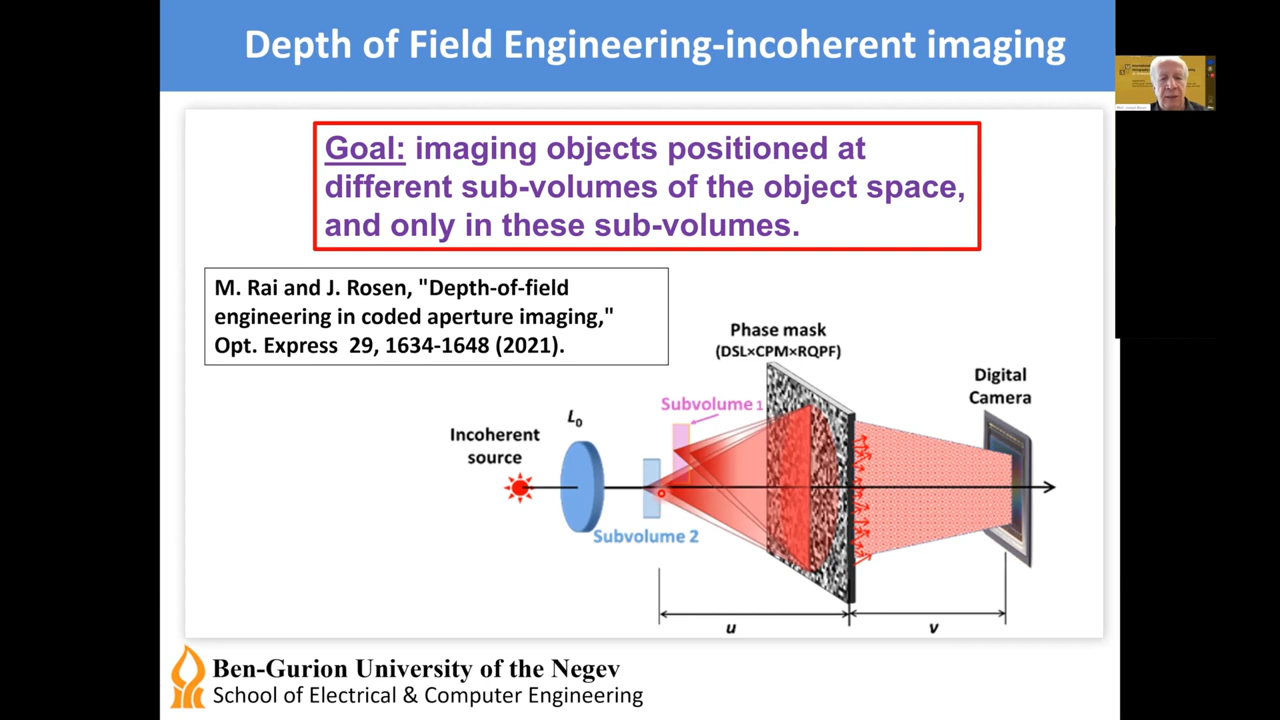 Depth of Field Engineering-incoherent imaging
Goal: imaging objects positioned at
different sub-volumes of the object space,
and only in these sub-volumes.
M. Rai and J. Rosen, "Depth-of-field
engineering in coded aperture imaging,"
Opt. Express 29, 1634-1648 (2021).
Phase mask
(DSL×CPM×RQPF)
Digital
Camera
Subvolume 1
L0
Incoherent
source
Subvolume 2
u
v
Ben-Gurion University of the Negev
School of Electrical & Computer Engineering